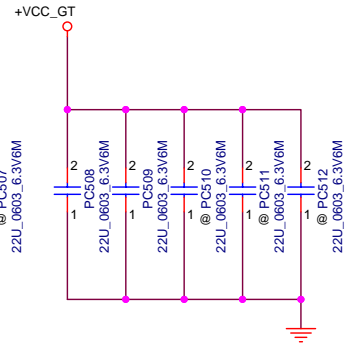 +VCC_GT
@ PC507
22U_0603_6.3V6M
2
1
PC508
22U_0603_6.3V6M
2
1
PC509
22U_0603_6.3V6M
2
1
@ PC510
22U_0603_6.3V6M
2
1
@ PC511
22U_0603_6.3V6M
2
1
@ PC512
22U_0603_6.3V6M